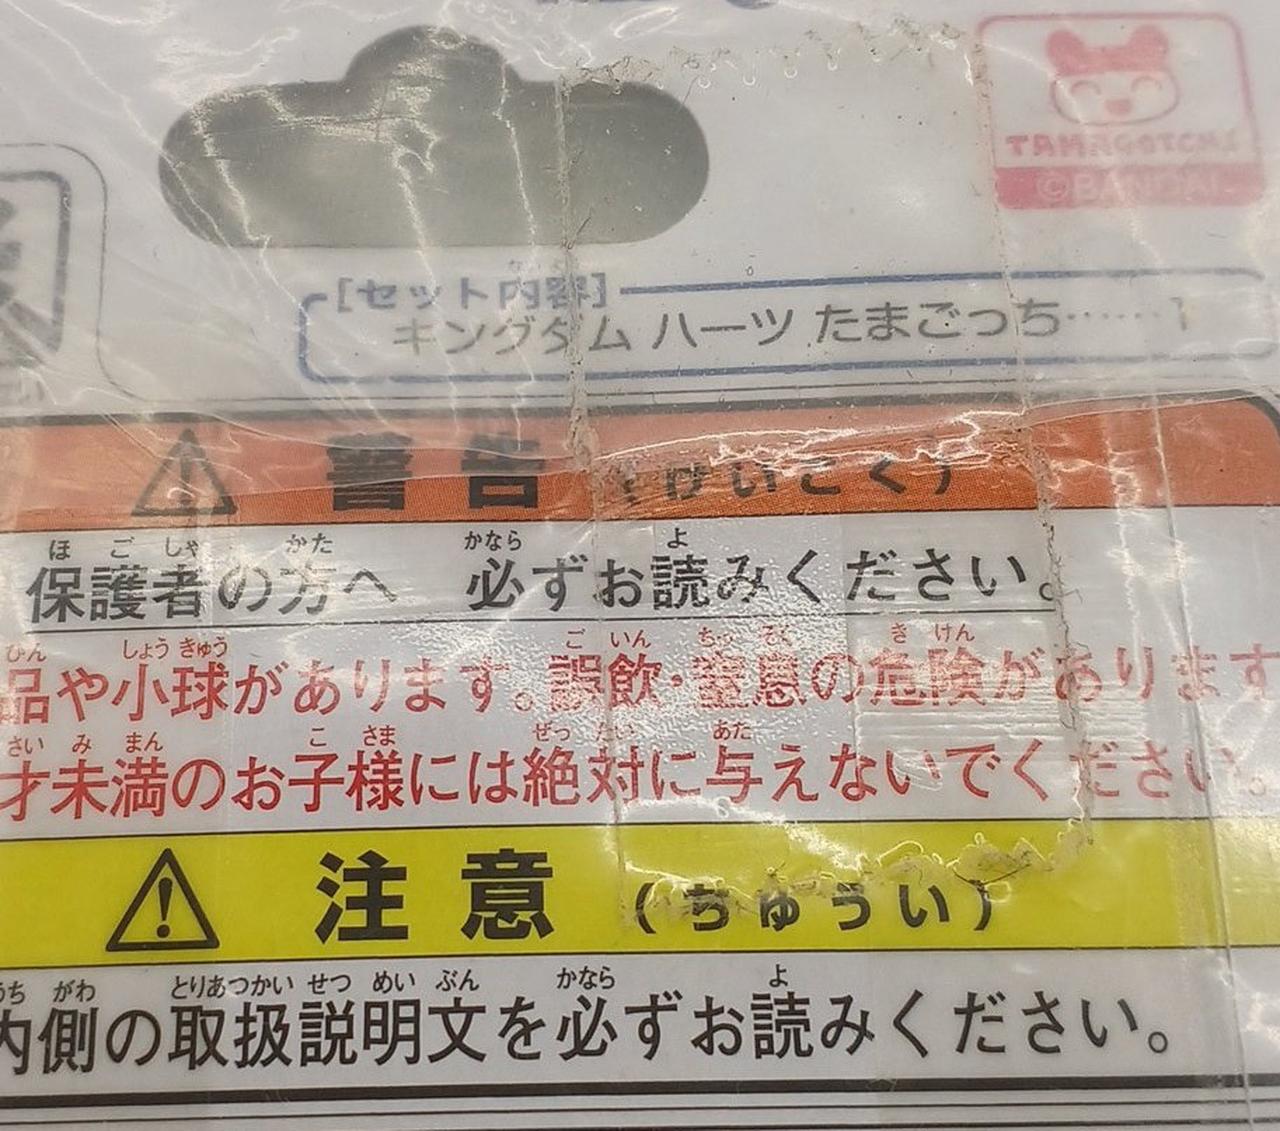 TAMAGOTCHI
©BANDAI
[セット内容]
キングダム ハーツ たまごっち……1
警告(けいこく)
保護者の方へ 必ずお読みください。
品や小球があります。誤飲・窒息の危険があります
才未満のお子様には絶対に与えないでください。
注意(ちゅうい)
内側の取扱説明文を必ずお読みください。